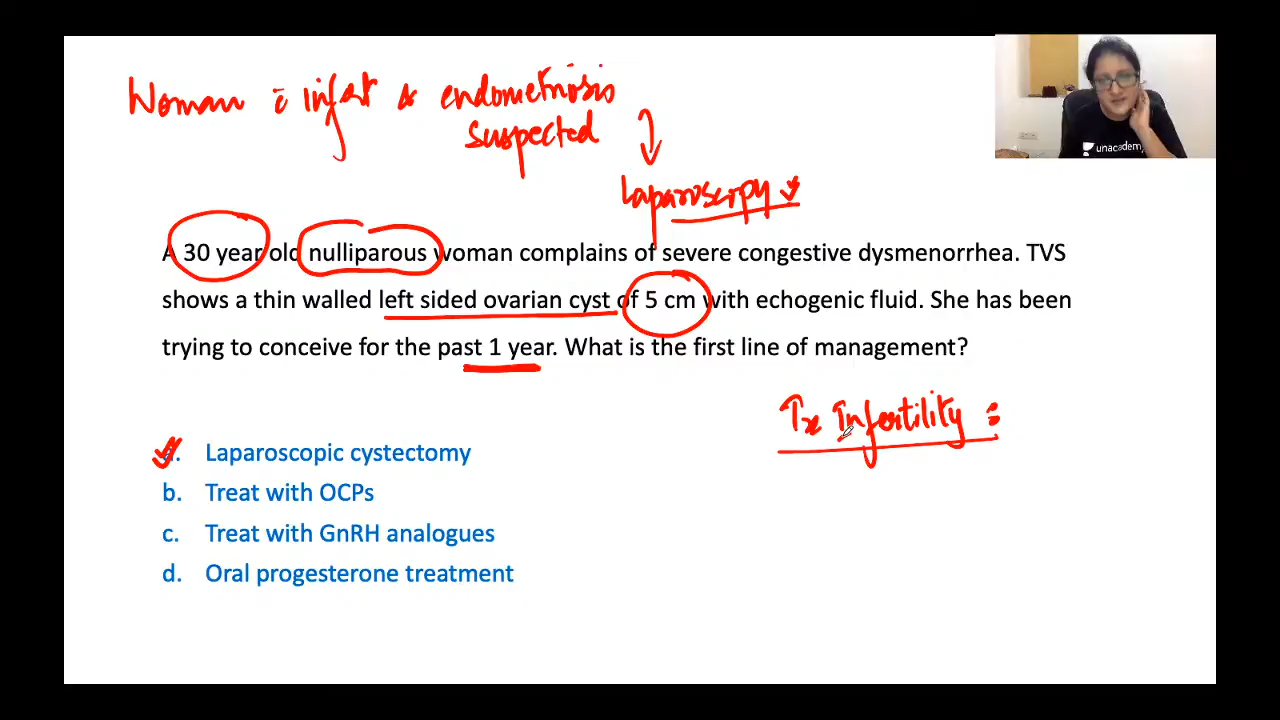 Woman c̄ infert & endometriosis
suspected
Laparoscopy
unacademy
A 30 year old nulliparous woman complains of severe congestive dysmenorrhea. TVS
shows a thin walled left sided ovarian cyst of 5 cm with echogenic fluid. She has been
trying to conceive for the past 1 year. What is the first line of management?
Tx Infertility :
a. Laparoscopic cystectomy
b. Treat with OCPs
c. Treat with GnRH analogues
d. Oral progesterone treatment